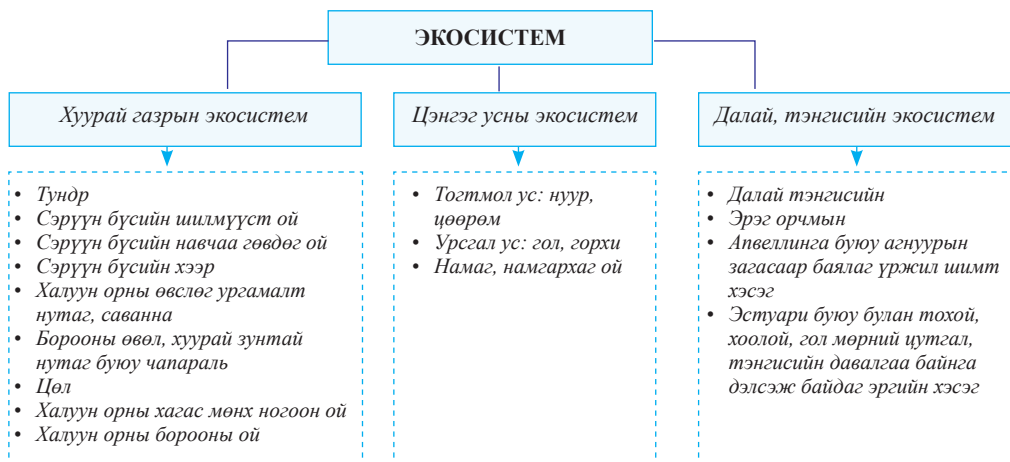 ЭКОСИСТЕМ
Хуурай газрын экосистем
• Тундр
• Сэрүүн бүсийн шилмүүст ой
• Сэрүүн бүсийн навчаа гөвдөг ой
• Сэрүүн бүсийн хээр
• Халуун орны өвслөг ургамалт
нутаг, саванна
• Борооны өвөл, хуурай зунтай
нутаг буюу чапараль
• Цөл
• Халуун орны хагас мөнх ногоон ой
• Халуун орны борооны ой
Цэнгэг усны экосистем
• Тогтмол ус: нуур,
цөөрөм
• Урсгал ус: гол, горхи
• Намаг, намгархаг ой
Далай, тэнгисийн экосистем
• Далай тэнгисийн
• Эрэг орчмын
• Апвеллинга буюу агнуурын
загасаар баялаг үржил шимт
хэсэг
• Эстуари буюу булан тохой,
хоолой, гол мөрний цутгал,
тэнгисийн давалгаа байнга
дэлсэж байдаг эргийн хэсэг